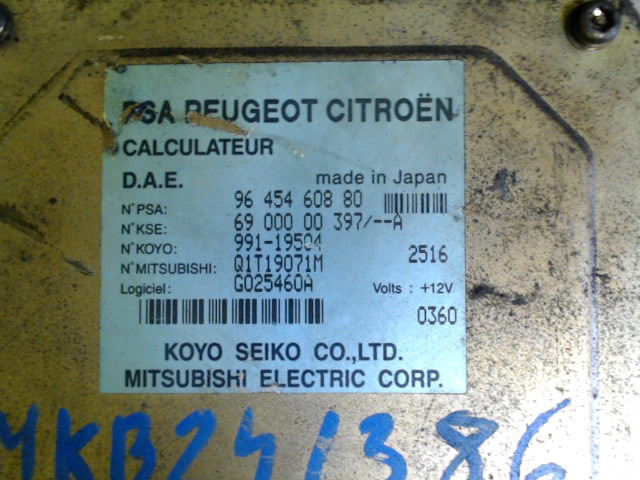 PSA PEUGEOT CITROËN
CALCULATEUR
D.A.E. made in Japan
N°PSA: 96 454 608 80
N°KSE: 69 000 00 397/--A
N°KOYO: 991-19504 2516
N°MITSUBISHI: Q1T19071M
Logiciel: G025460A Volts : +12V
0360
KOYO SEIKO CO.,LTD.
MITSUBISHI ELECTRIC CORP.